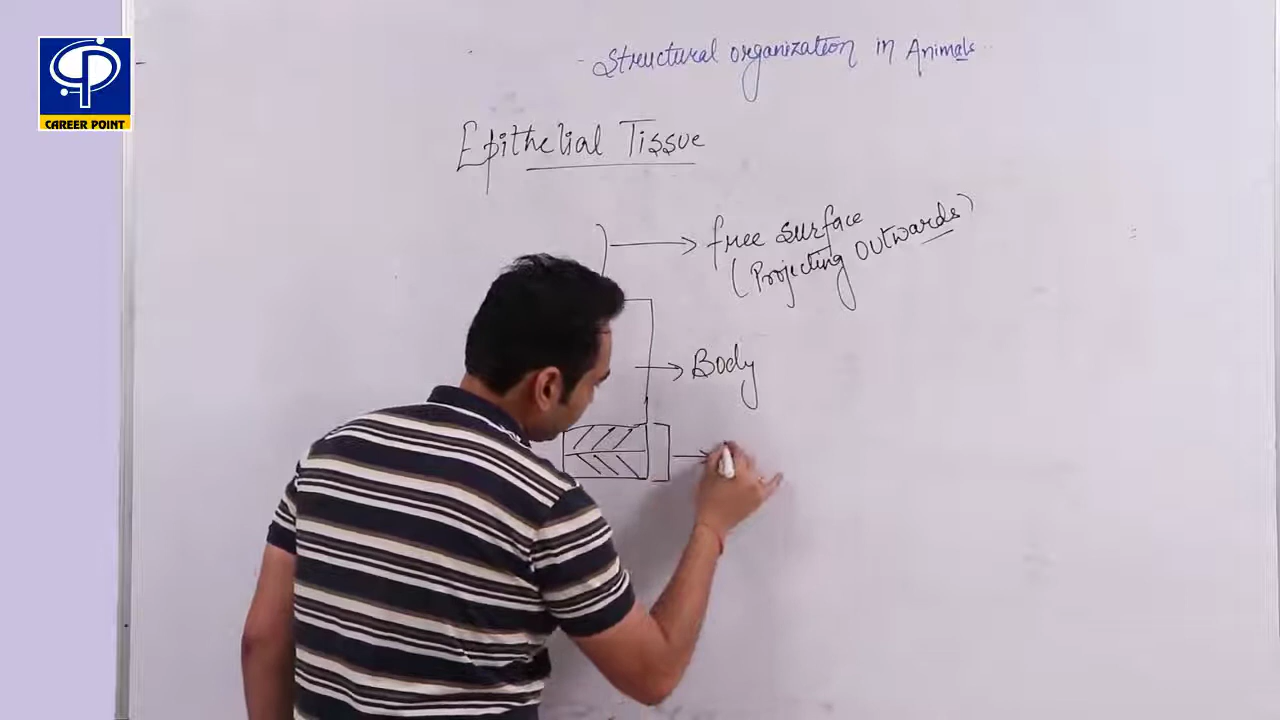 CAREER POINT
Structural organization in Animals
Epithelial Tissue
free surface
(Projecting Outwards)
Body